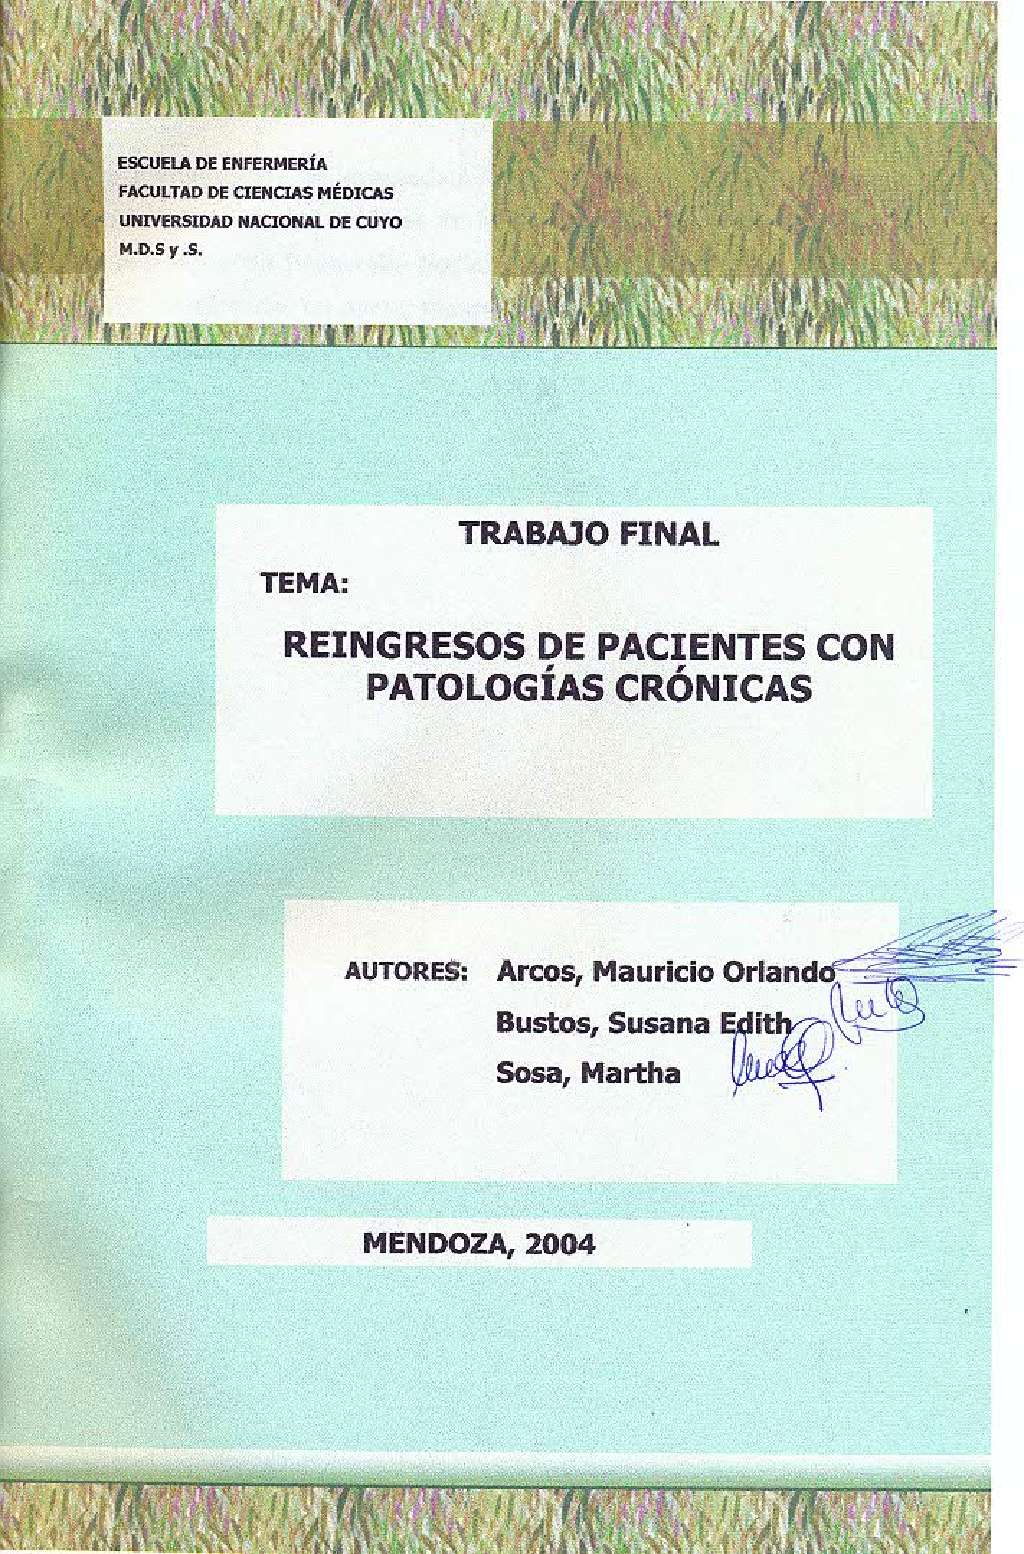 ESCUELA DE ENFERMERÍA
FACULTAD DE CIENCIAS MÉDICAS
UNIVERSIDAD NACIONAL DE CUYO
M.D.S y .S.
TRABAJO FINAL
TEMA:
REINGRESOS DE PACIENTES CON
PATOLOGÍAS CRÓNICAS
AUTORES: Arcos, Mauricio Orlando
Bustos, Susana Edith
Sosa, Martha
MENDOZA, 2004